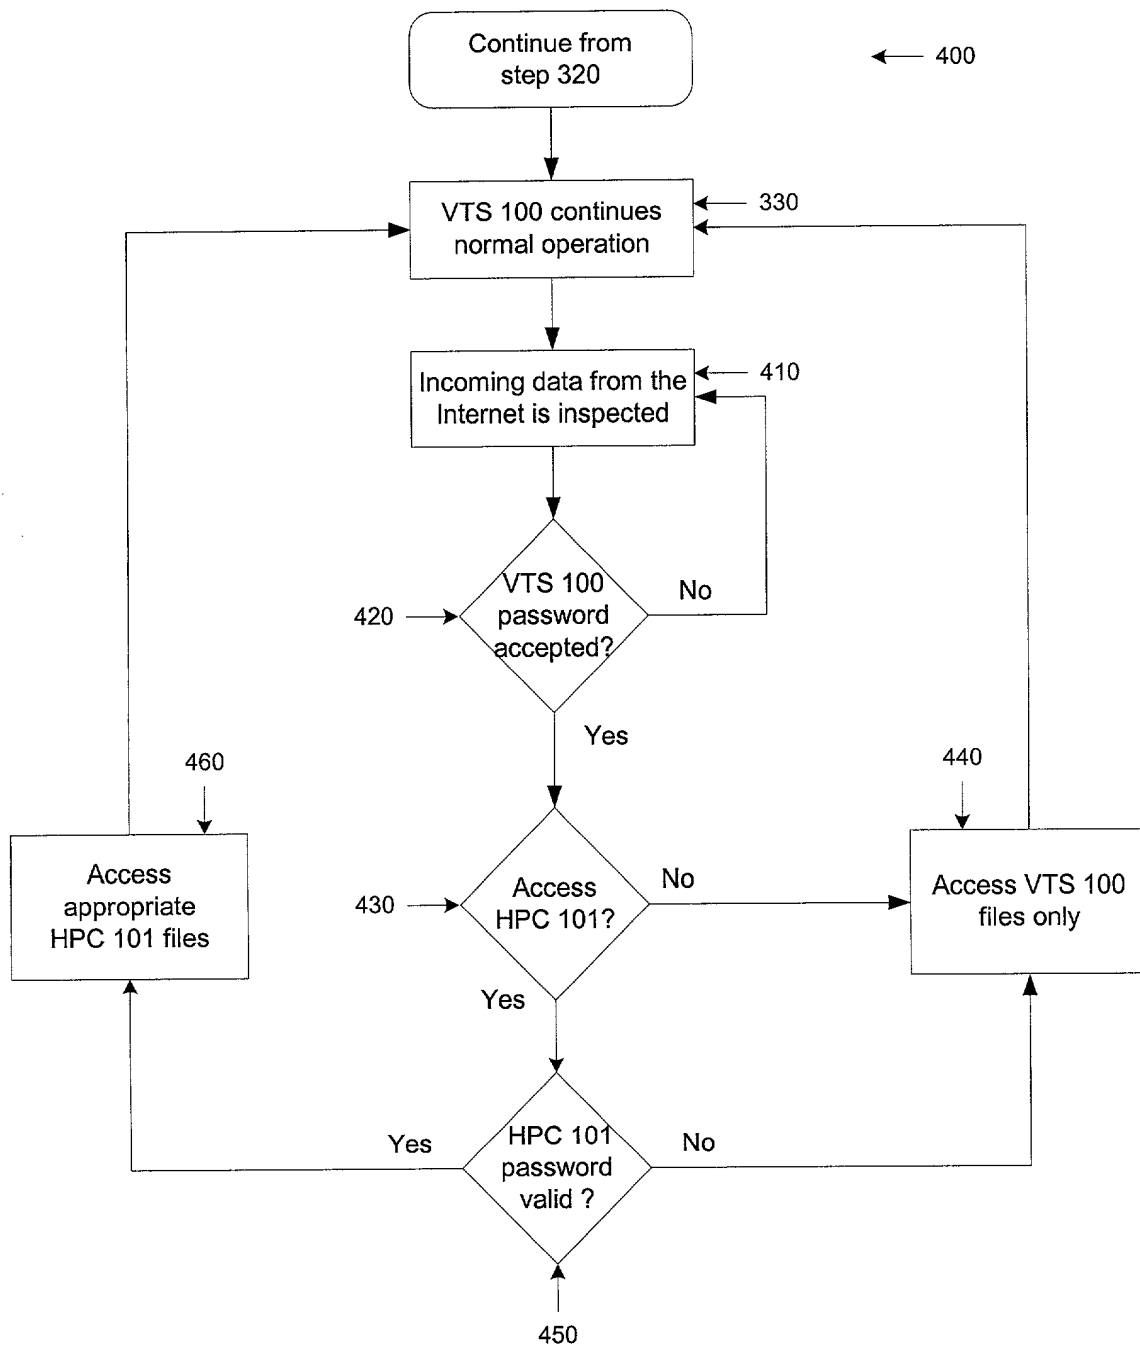 Continue from
step 320
400
VTS 100 continues
normal operation
330
Incoming data from the
Internet is inspected
410
VTS 100
password
accepted?
No
420
Yes
460
440
Access
appropriate
HPC 101 files
430
Access
HPC 101?
No
Access VTS 100
files only
Yes
Yes
HPC 101
password
valid ?
No
450